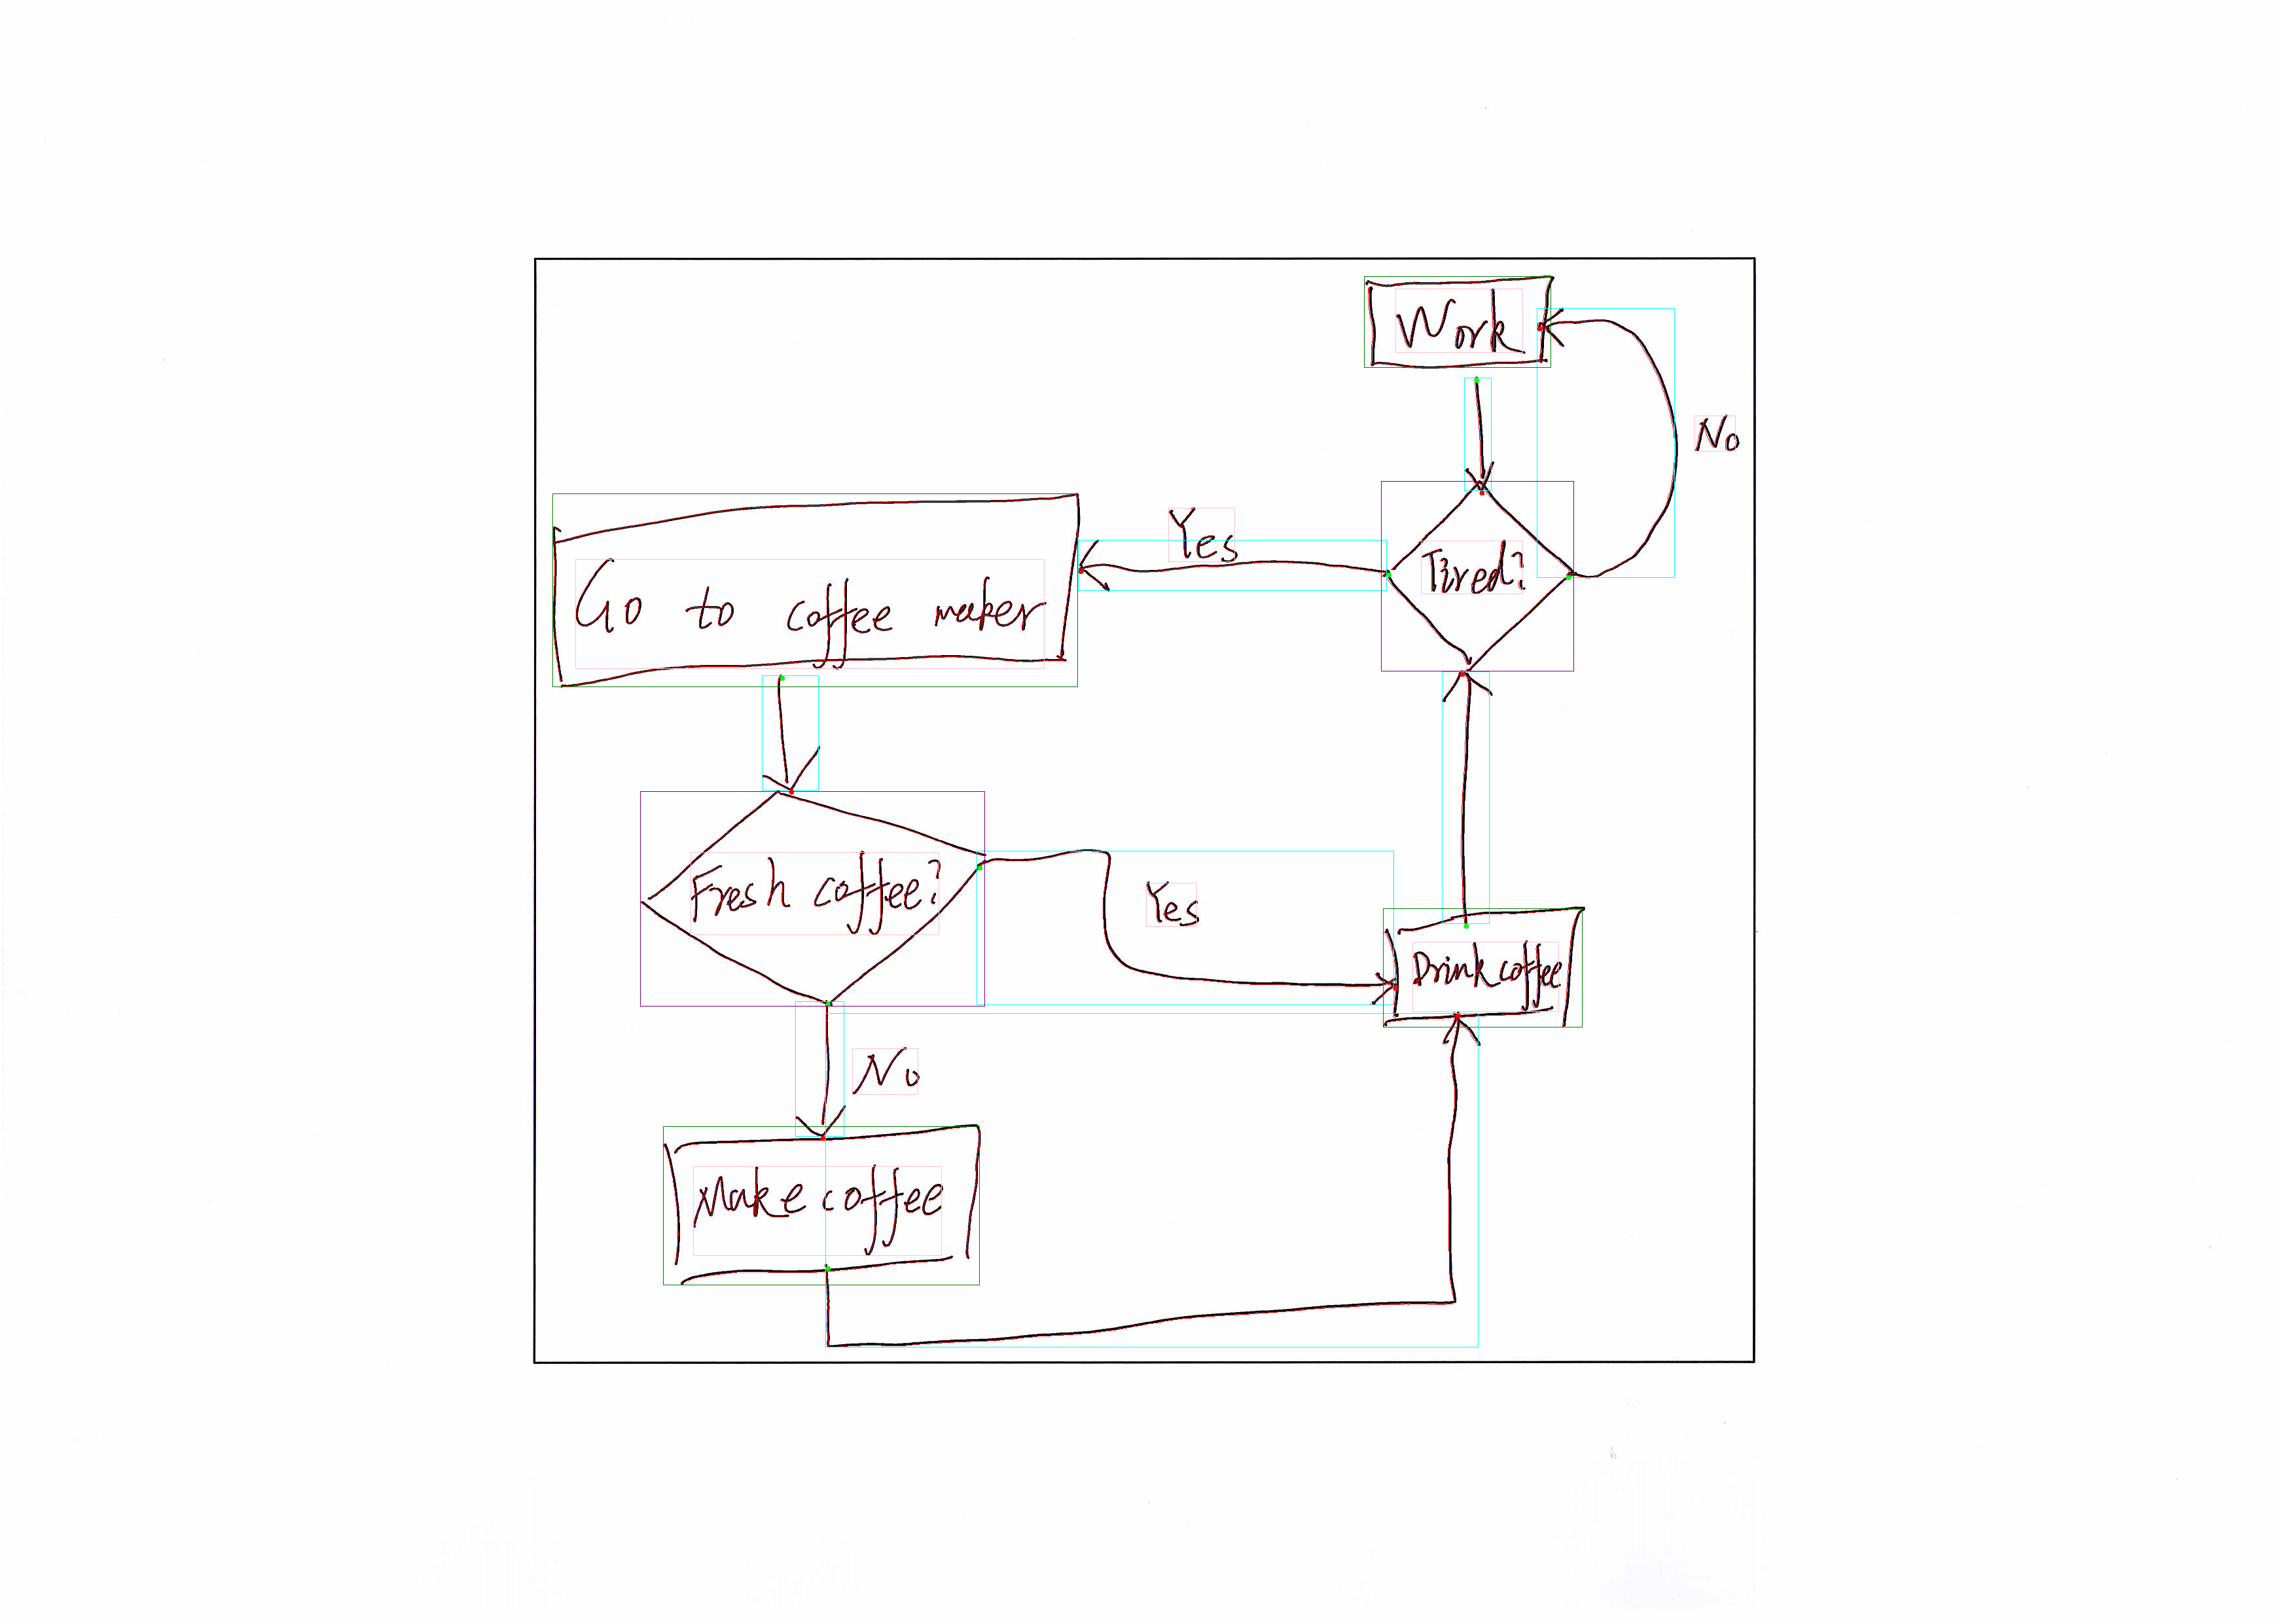 Work
No
Yes
Tired?
Go to coffee maker
Fresh coffee?
Yes
Drink coffee
No
Make coffee